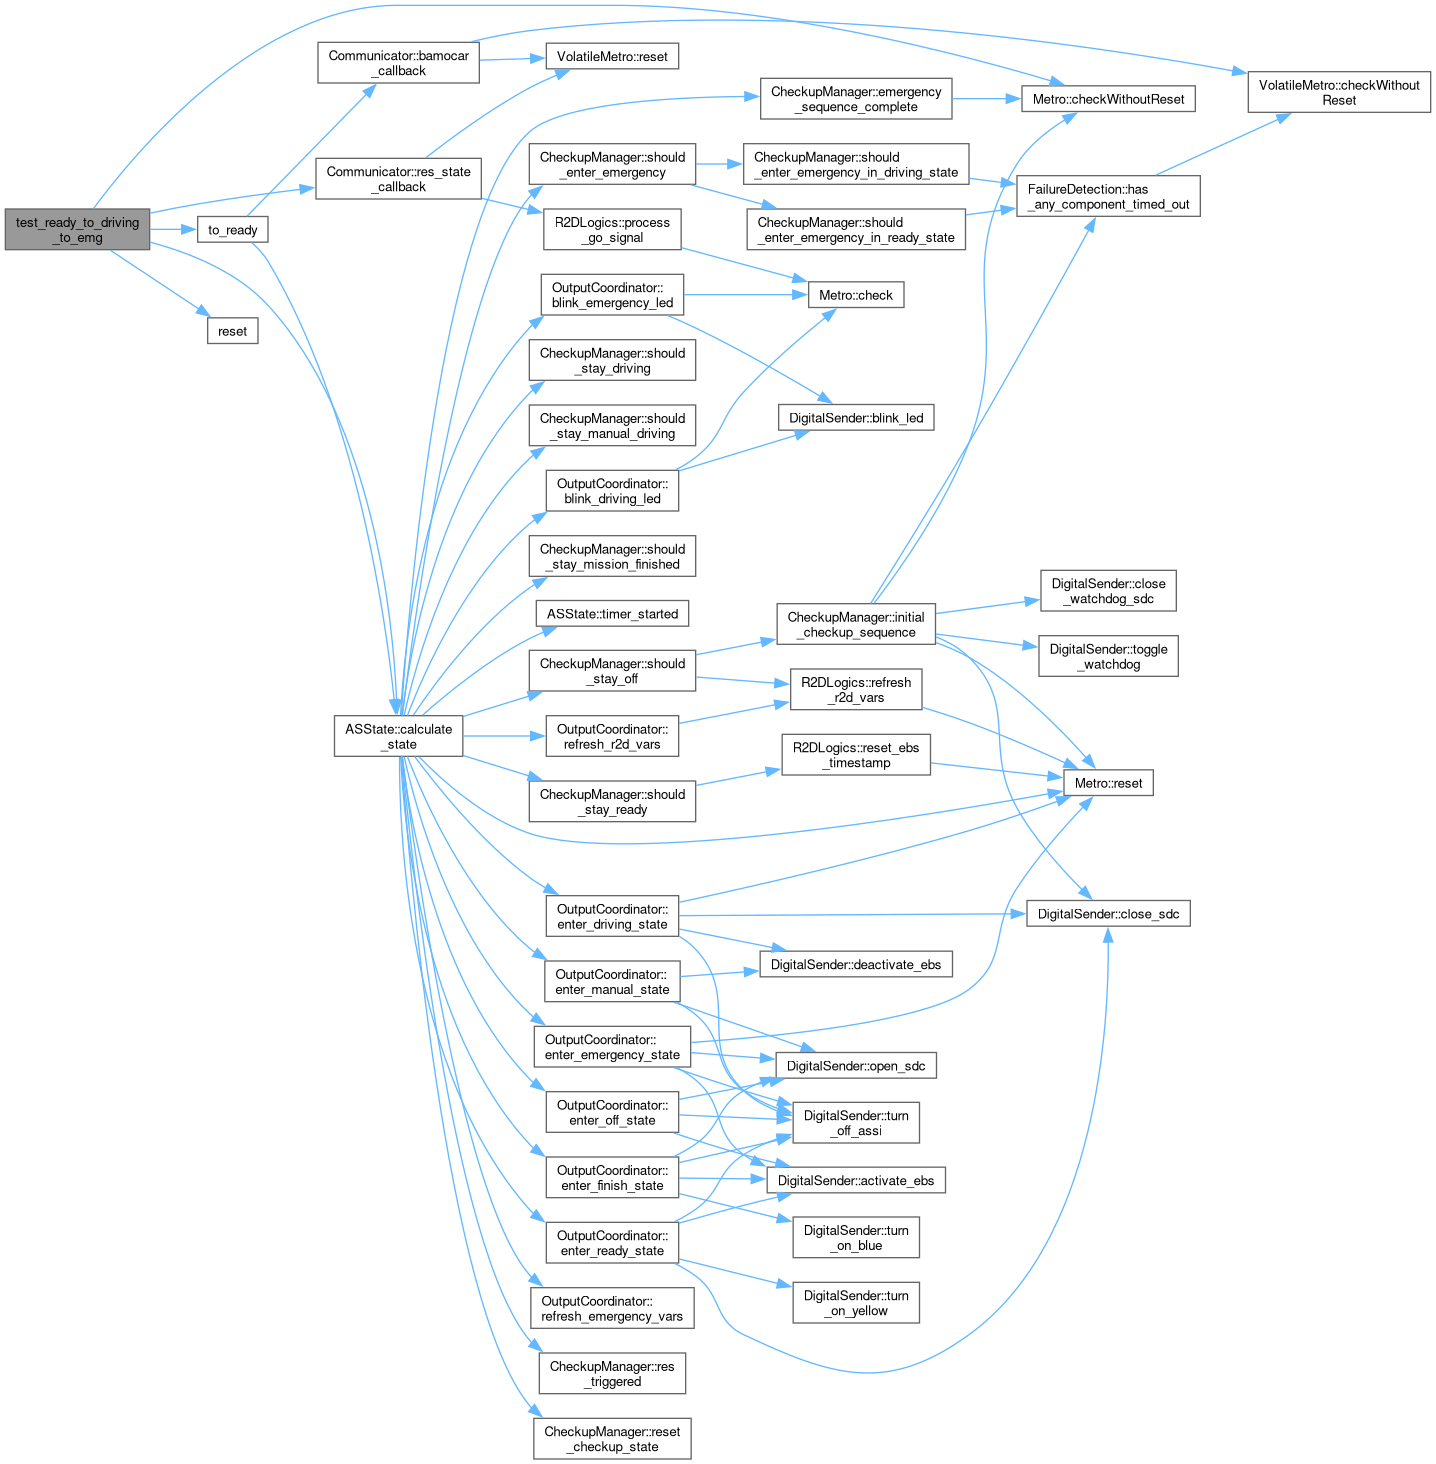 test_ready_to_driving
_to_emg
to_ready
reset
Communicator::bamocar
_callback
Communicator::res_state
_callback
ASState::calculate
_state
VolatileMetro::reset
CheckupManager::should
_enter_emergency
R2DLogics::process
_go_signal
OutputCoordinator::
blink_emergency_led
CheckupManager::should
_stay_driving
CheckupManager::should
_stay_manual_driving
OutputCoordinator::
blink_driving_led
CheckupManager::should
_stay_mission_finished
ASState::timer_started
CheckupManager::should
_stay_off
OutputCoordinator::
refresh_r2d_vars
CheckupManager::should
_stay_ready
OutputCoordinator::
enter_driving_state
OutputCoordinator::
enter_manual_state
OutputCoordinator::
enter_emergency_state
OutputCoordinator::
enter_off_state
OutputCoordinator::
enter_finish_state
OutputCoordinator::
enter_ready_state
OutputCoordinator::
refresh_emergency_vars
CheckupManager::res
_triggered
CheckupManager::reset
_checkup_state
CheckupManager::emergency
_sequence_complete
CheckupManager::should
_enter_emergency_in_driving_state
CheckupManager::should
_enter_emergency_in_ready_state
Metro::check
DigitalSender::blink_led
CheckupManager::initial
_checkup_sequence
R2DLogics::refresh
_r2d_vars
R2DLogics::reset_ebs
_timestamp
DigitalSender::deactivate_ebs
DigitalSender::open_sdc
DigitalSender::turn
_off_assi
DigitalSender::activate_ebs
DigitalSender::turn
_on_blue
DigitalSender::turn
_on_yellow
Metro::checkWithoutReset
FailureDetection::has
_any_component_timed_out
DigitalSender::close
_watchdog_sdc
DigitalSender::toggle
_watchdog
Metro::reset
DigitalSender::close_sdc
VolatileMetro::checkWithout
Reset